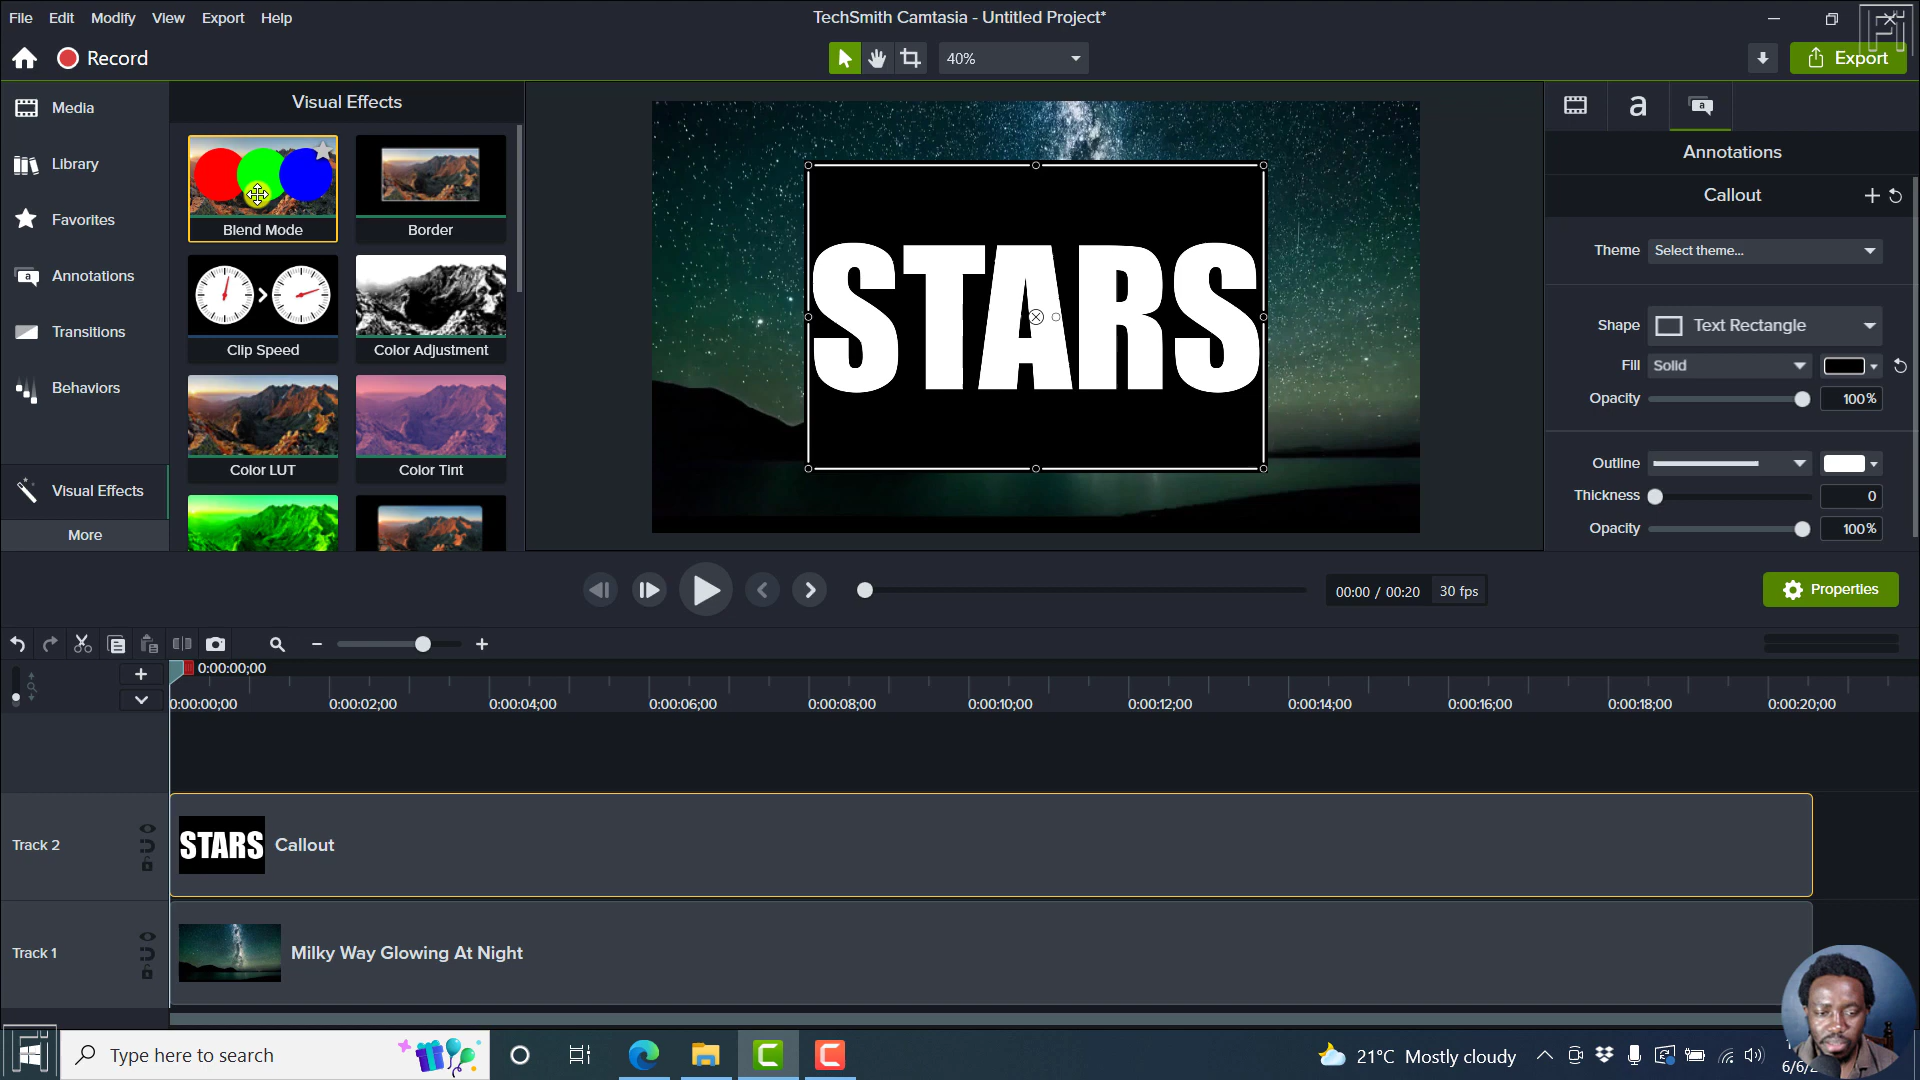 File Edit Modify View Export Help
TechSmith Camtasia - Untitled Project*
Record
40%
Export
Media
Library
Favorites
Annotations
Transitions
Behaviors
Visual Effects
More
Visual Effects
Blend Mode
Border
Clip Speed
Color Adjustment
Color LUT
Color Tint
STARS
a
Annotations
Callout
Theme Select theme...
Shape Text Rectangle
Fill Solid
Opacity 100%
Outline
Thickness 0
Opacity 100%
00:00 / 00:20 30 fps
Properties
0:00:00;00
0:00:00;00 0:00:02;00 0:00:04;00 0:00:06;00 0:00:08;00 0:00:10;00 0:00:12;00 0:00:14;00 0:00:16;00 0:00:18;00 0:00:20;00
Track 2
STARS Callout
Track 1
Milky Way Glowing At Night
Type here to search
21°C Mostly cloudy